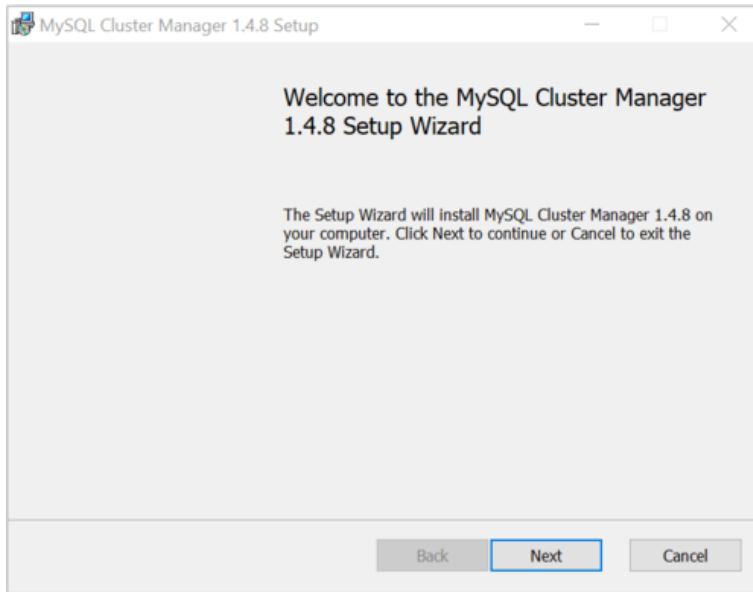 MySQL Cluster Manager 1.4.8 Setup
Welcome to the MySQL Cluster Manager
1.4.8 Setup Wizard
The Setup Wizard will install MySQL Cluster Manager 1.4.8 on
your computer. Click Next to continue or Cancel to exit the
Setup Wizard.
Back Next Cancel